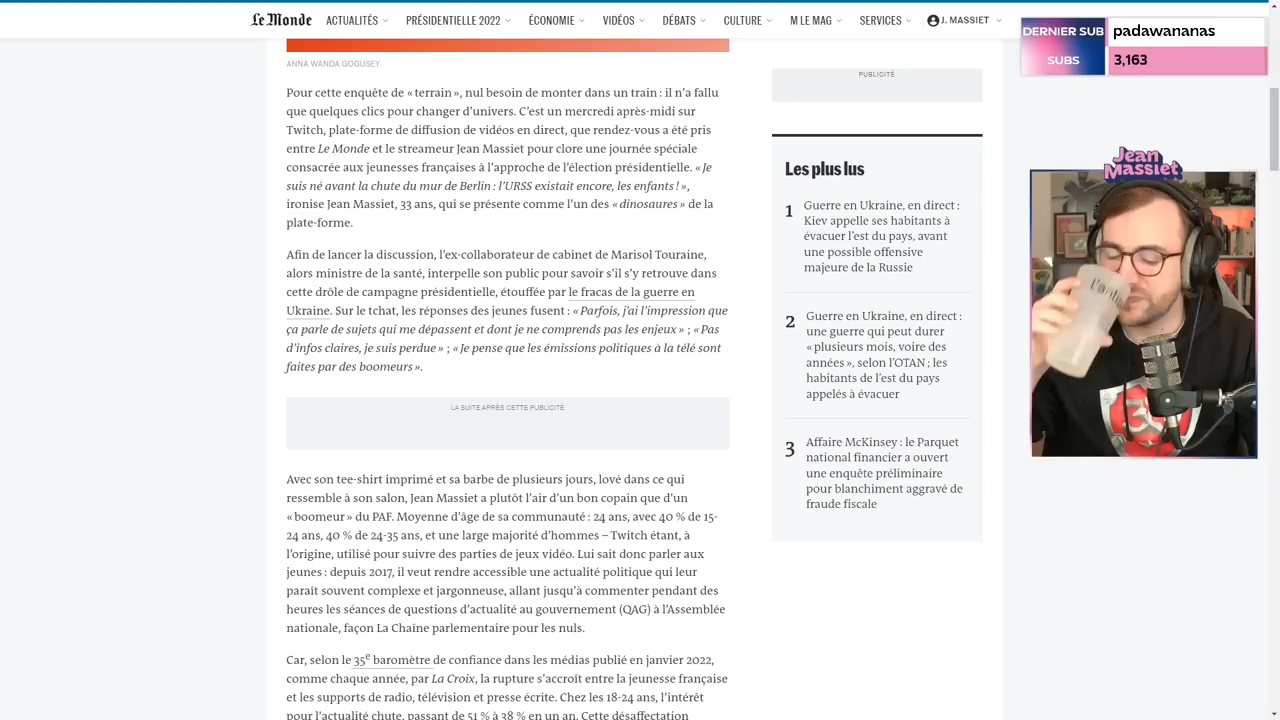 Le Monde
ACTUALITÉS
PRÉSIDENTIELLE 2022
ÉCONOMIE
VIDÉOS
DÉBATS
CULTURE
M LE MAG
SERVICES
J. MASSIET
DERNIER SUB
padawananas
SUBS
3,163
ANNA WANDA GOGUSEY
Pour cette enquête de « terrain », nul besoin de monter dans un train : il n'a fallu
que quelques clics pour changer d'univers. C'est un mercredi après-midi sur
Twitch, plate-forme de diffusion de vidéos en direct, que rendez-vous a été pris
entre Le Monde et le streameur Jean Massiet pour clore une journée spéciale
consacrée aux jeunesses françaises à l'approche de l'élection présidentielle. « Je
suis né avant la chute du mur de Berlin : l'URSS existait encore, les enfants ! »,
ironise Jean Massiet, 33 ans, qui se présente comme l'un des « dinosaures » de la
plate-forme.
Afin de lancer la discussion, l'ex-collaborateur de cabinet de Marisol Touraine,
alors ministre de la santé, interpelle son public pour savoir s'il s'y retrouve dans
cette drôle de campagne présidentielle, étouffée par le fracas de la guerre en
Ukraine. Sur le tchat, les réponses des jeunes fusent : « Parfois, j'ai l'impression que
ça parle de sujets qui me dépassent et dont je ne comprends pas les enjeux » ; « Pas
d'infos claires, je suis perdue » ; « Je pense que les émissions politiques à la télé sont
faites par des boomeurs ».
LA SUITE APRÈS CETTE PUBLICITÉ
Avec son tee-shirt imprimé et sa barbe de plusieurs jours, lové dans ce qui
ressemble à son salon, Jean Massiet a plutôt l'air d'un bon copain que d'un
« boomeur » du PAF. Moyenne d'âge de sa communauté : 24 ans, avec 40 % de 15-
24 ans, 40 % de 24-35 ans, et une large majorité d'hommes – Twitch étant, à
l'origine, utilisé pour suivre des parties de jeux vidéo. Lui sait donc parler aux
jeunes : depuis 2017, il veut rendre accessible une actualité politique qui leur
paraît souvent complexe et jargonneuse, allant jusqu'à commenter pendant des
heures les séances de questions d'actualité au gouvernement (QAG) à l'Assemblée
nationale, façon La Chaîne parlementaire pour les nuls.
Car, selon le 35e baromètre de confiance dans les médias publié en janvier 2022,
comme chaque année, par La Croix, la rupture s'accroît entre la jeunesse française
et les supports de radio, télévision et presse écrite. Chez les 18-24 ans, l'intérêt
pour l'actualité chute, passant de 51 % à 38 % en un an. Cette désaffectation
PUBLICITÉ
Les plus lus
1
Guerre en Ukraine, en direct :
Kiev appelle ses habitants à
évacuer l'est du pays, avant
une possible offensive
majeure de la Russie
2
Guerre en Ukraine, en direct :
une guerre qui peut durer
« plusieurs mois, voire des
années », selon l'OTAN ; les
habitants de l'est du pays
appelés à évacuer
3
Affaire McKinsey : le Parquet
national financier a ouvert
une enquête préliminaire
pour blanchiment aggravé de
fraude fiscale
Jean
Massiet